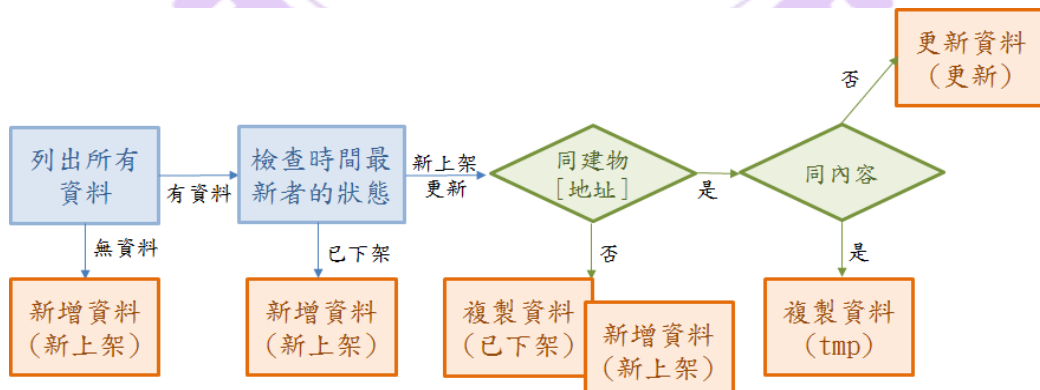 列出所有
資料
有資料
無資料
新增資料
(新上架)
檢查時間最
新者的狀態
新上架
更新
已下架
新增資料
(新上架)
同建物
[地址]
是
否
複製資料
(已下架)
新增資料
(新上架)
同內容
否
更新資料
(更新)
是
複製資料
(tmp)